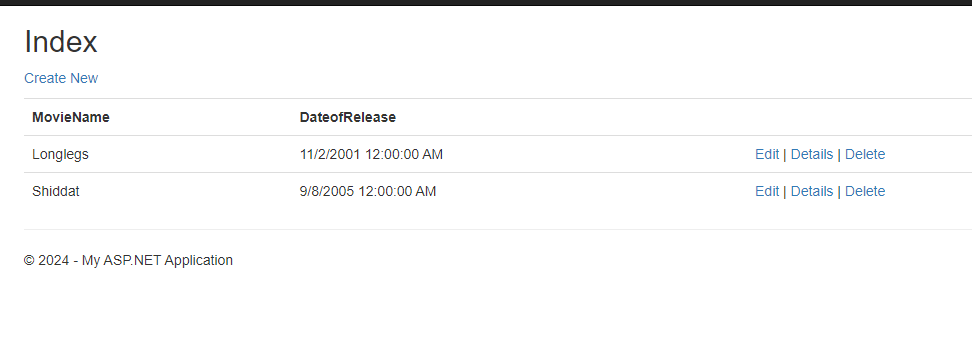 Index
Create New
MovieName DateofRelease
Longlegs 11/2/2001 12:00:00 AM Edit | Details | Delete
Shiddat 9/8/2005 12:00:00 AM Edit | Details | Delete
© 2024 - My ASP.NET Application